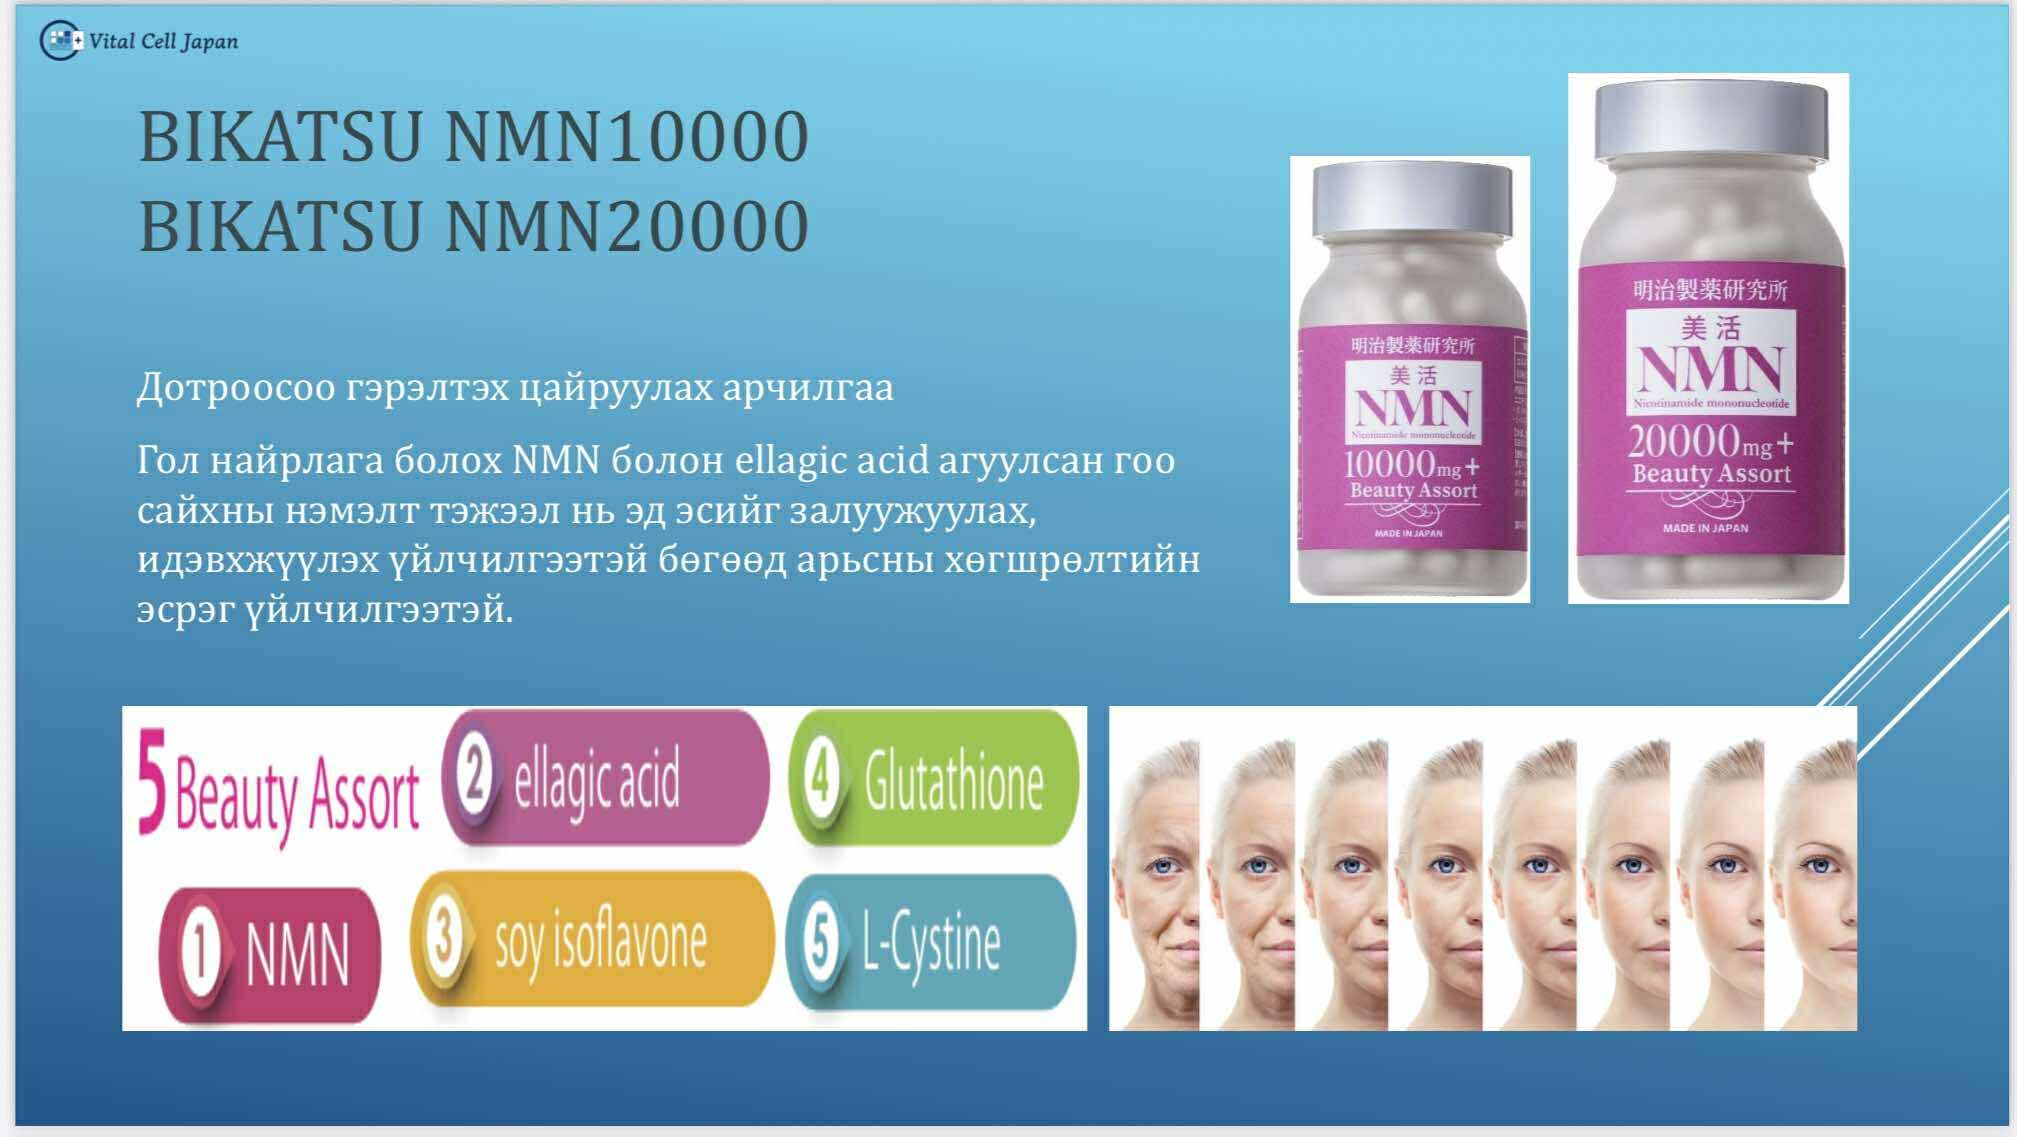 Vital Cell Japan
BIKATSU NMN10000
BIKATSU NMN20000
Дотроосоо гэрэлтэх цайруулах арчилгаа
Гол найрлага болох NMN болон ellagic acid агуулсан гоо
сайхны нэмэлт тэжээл нь эд эсийг залуужуулах,
идэвхжүүлэх үйлчилгээтэй бөгөөд арьсны хөгшрөлтийн
эсрэг үйлчилгээтэй.
明治製薬研究所
美活
NMN
Nicotinamide mononucleotide
10000mg+
Beauty Assort
MADE IN JAPAN
明治製薬研究所
美活
NMN
Nicotinamide mononucleotide
20000mg+
Beauty Assort
MADE IN JAPAN
5 Beauty Assort
1 NMN
2 ellagic acid
3 soy isoflavone
4 Glutathione
5 L-Cystine